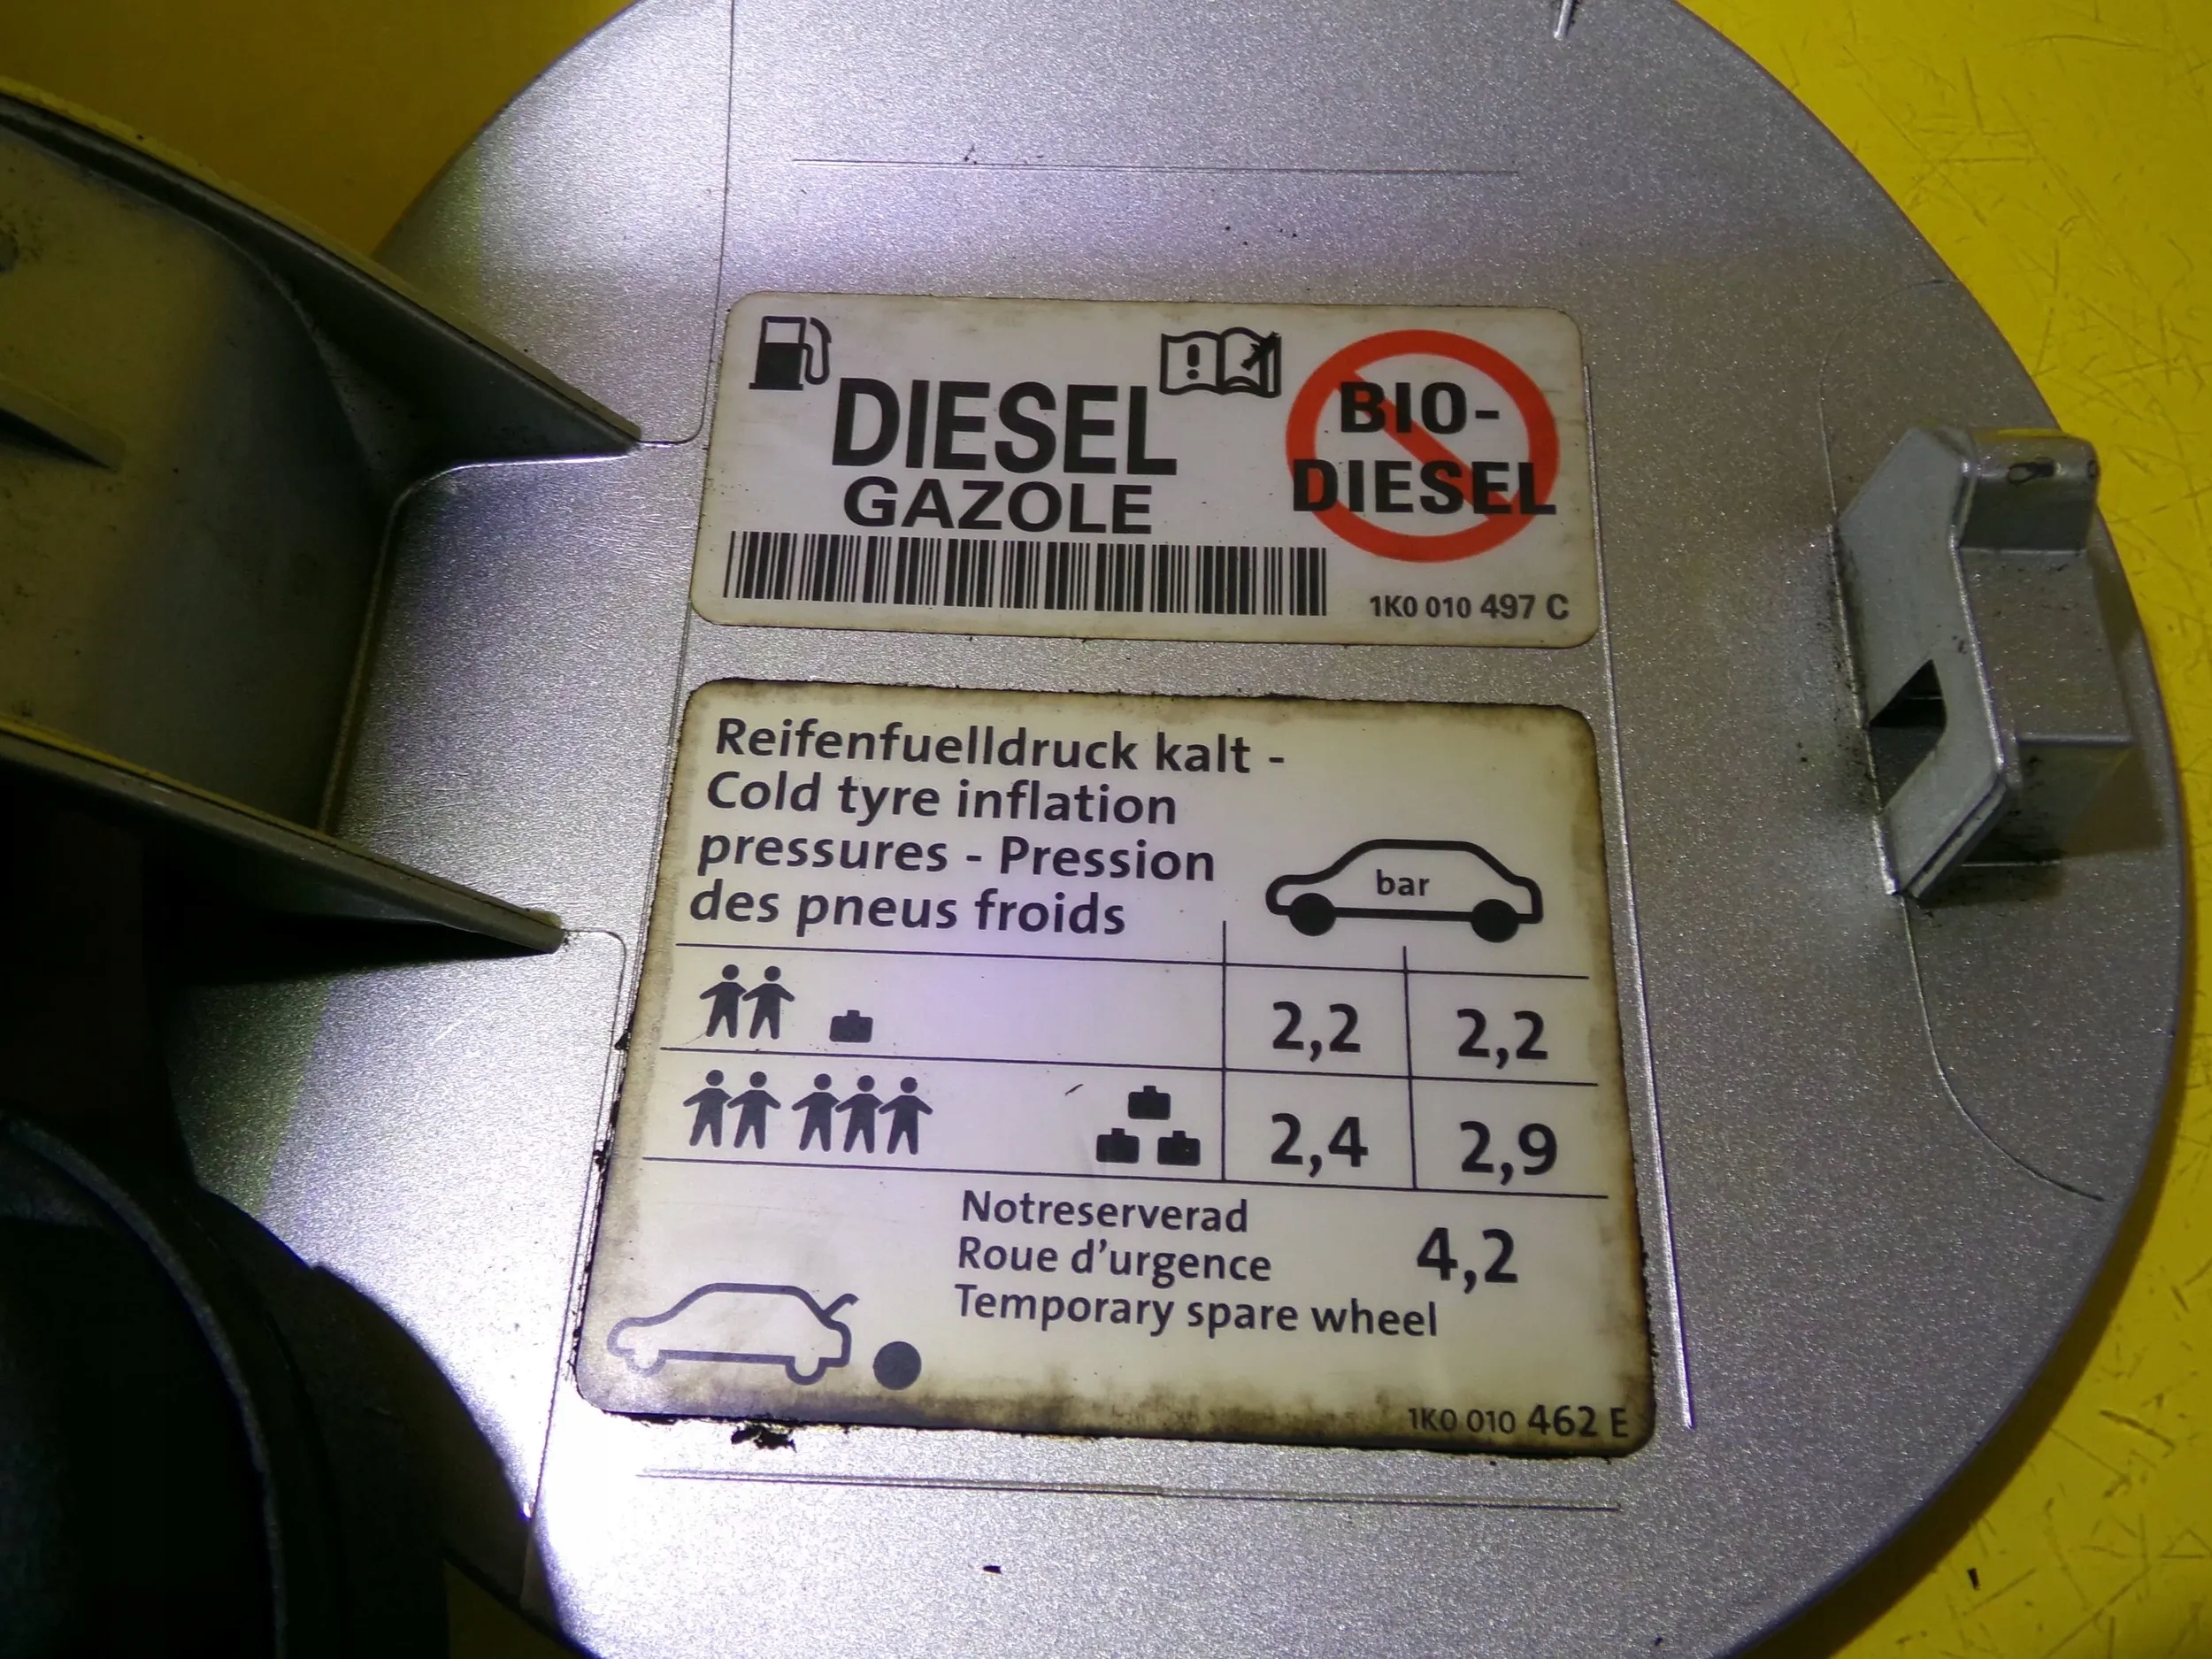 DIESEL
GAZOLE
BIO-
DIESEL
1K0 010 497 C
Reifenfuelldruck kalt -
Cold tyre inflation
pressures - Pression
des pneus froids
bar
2,2 2,2
2,4 2,9
Notreserverad
Roue d'urgence
Temporary spare wheel
4,2
1K0 010 462 E